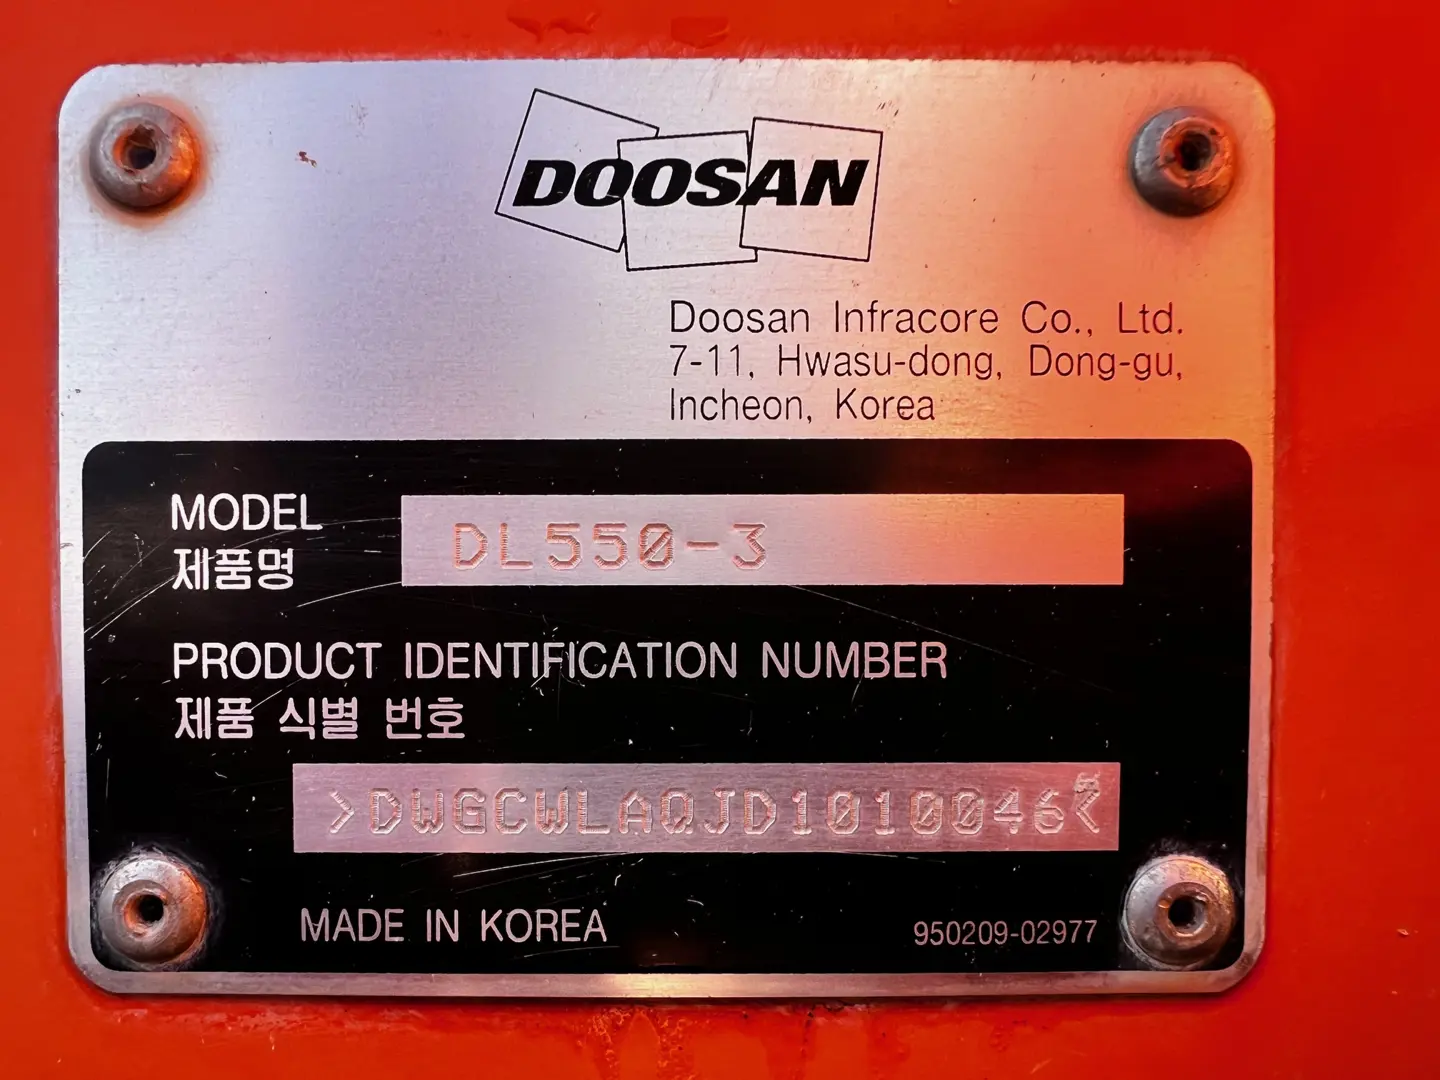 DOOSAN
Doosan Infracore Co., Ltd.
7-11, Hwasu-dong, Dong-gu,
Incheon, Korea
MODEL
제품명
DL550-3
PRODUCT IDENTIFICATION NUMBER
제품 식별 번호
>DWGCWLAQJD1010046<
MADE IN KOREA
950209-02977